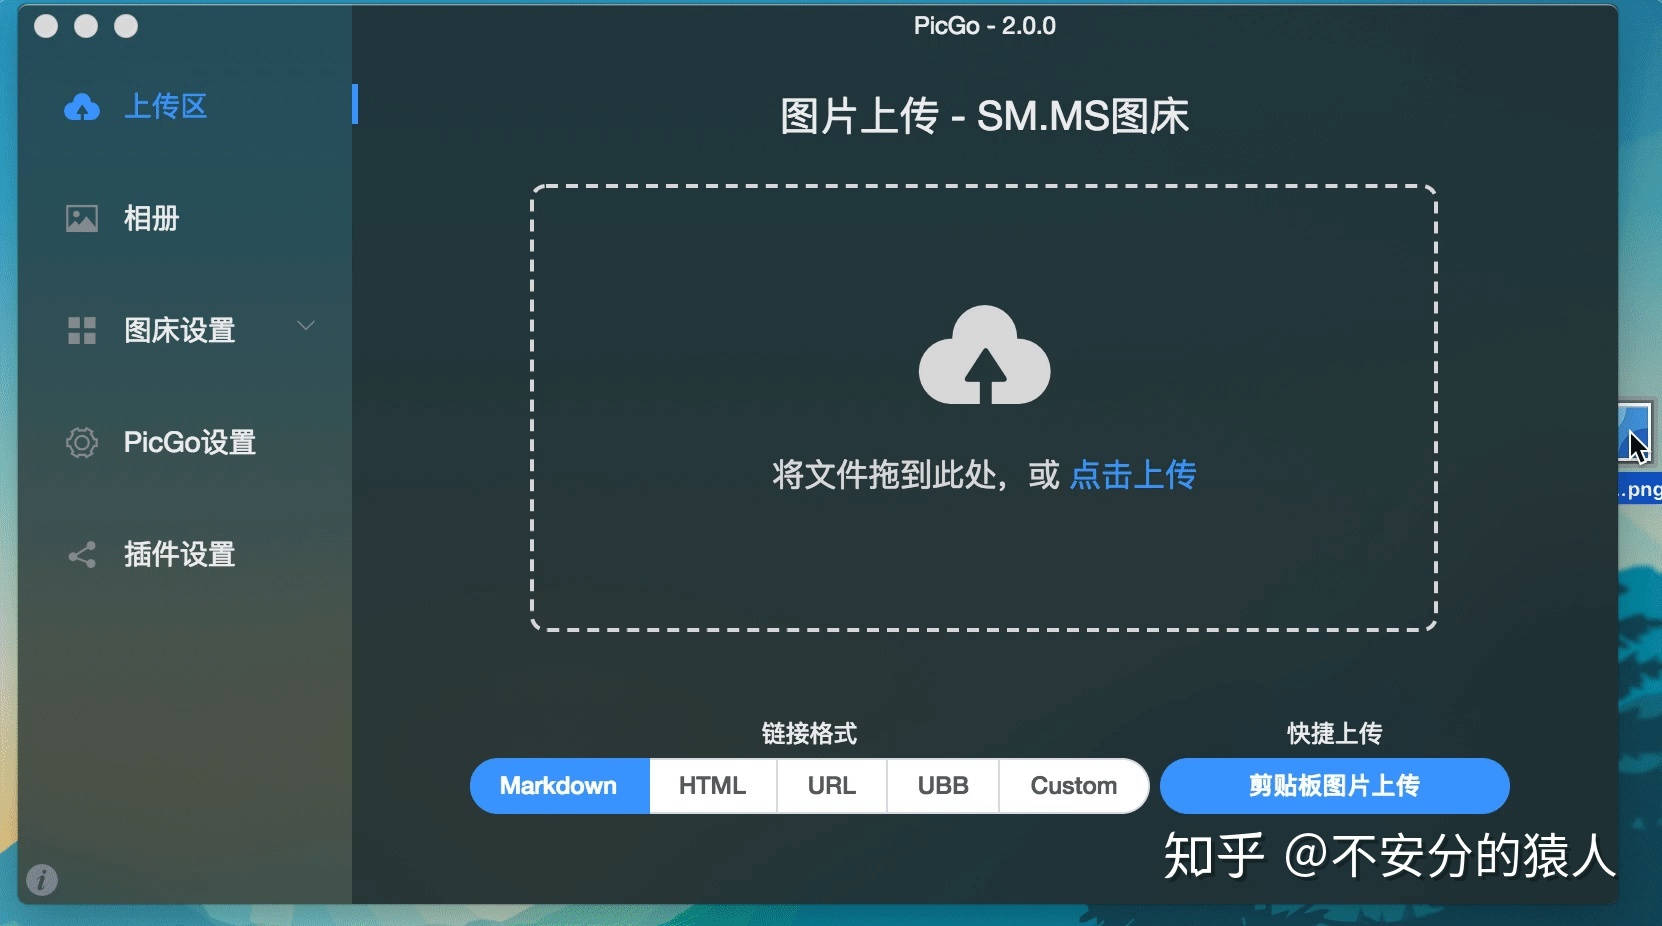 PicGo - 2.0.0
上传区
相册
图床设置
PicGo设置
插件设置
图片上传 - SM.MS图床
将文件拖到此处，或 点击上传
.png
链接格式
Markdown HTML URL UBB Custom
快捷上传
剪贴板图片上传
知乎 @不安分的猿人
i